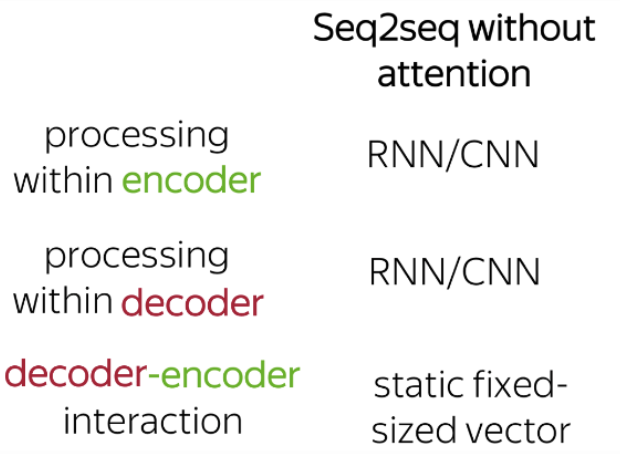 Seq2seq without
attention
processing
within encoder
RNN/CNN
processing
within decoder
RNN/CNN
decoder-encoder
interaction
static fixed-
sized vector